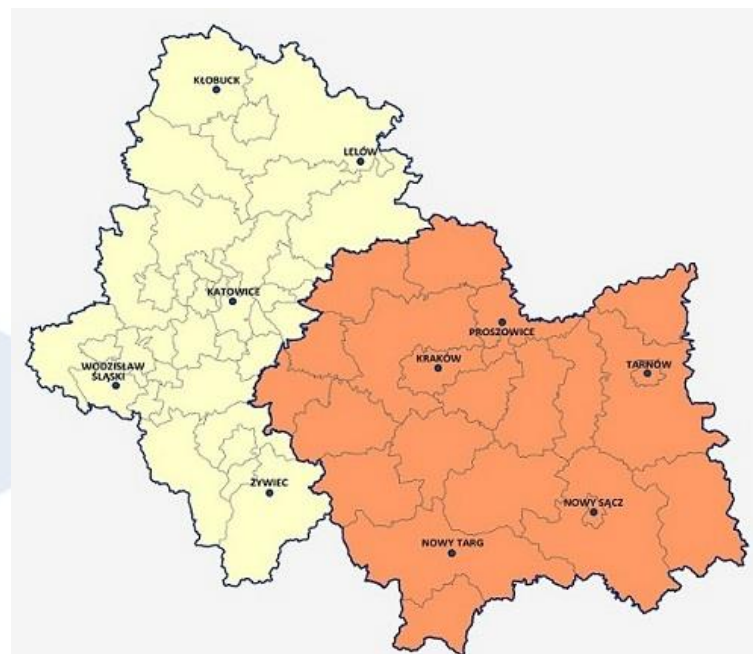 KŁOBUCK
LELÓW
KATOWICE
PROSZOWICE
KRAKÓW
TARNÓW
WODZISŁAW
ŚLĄSKI
ŻYWIEC
NOWY SĄCZ
NOWY TARG